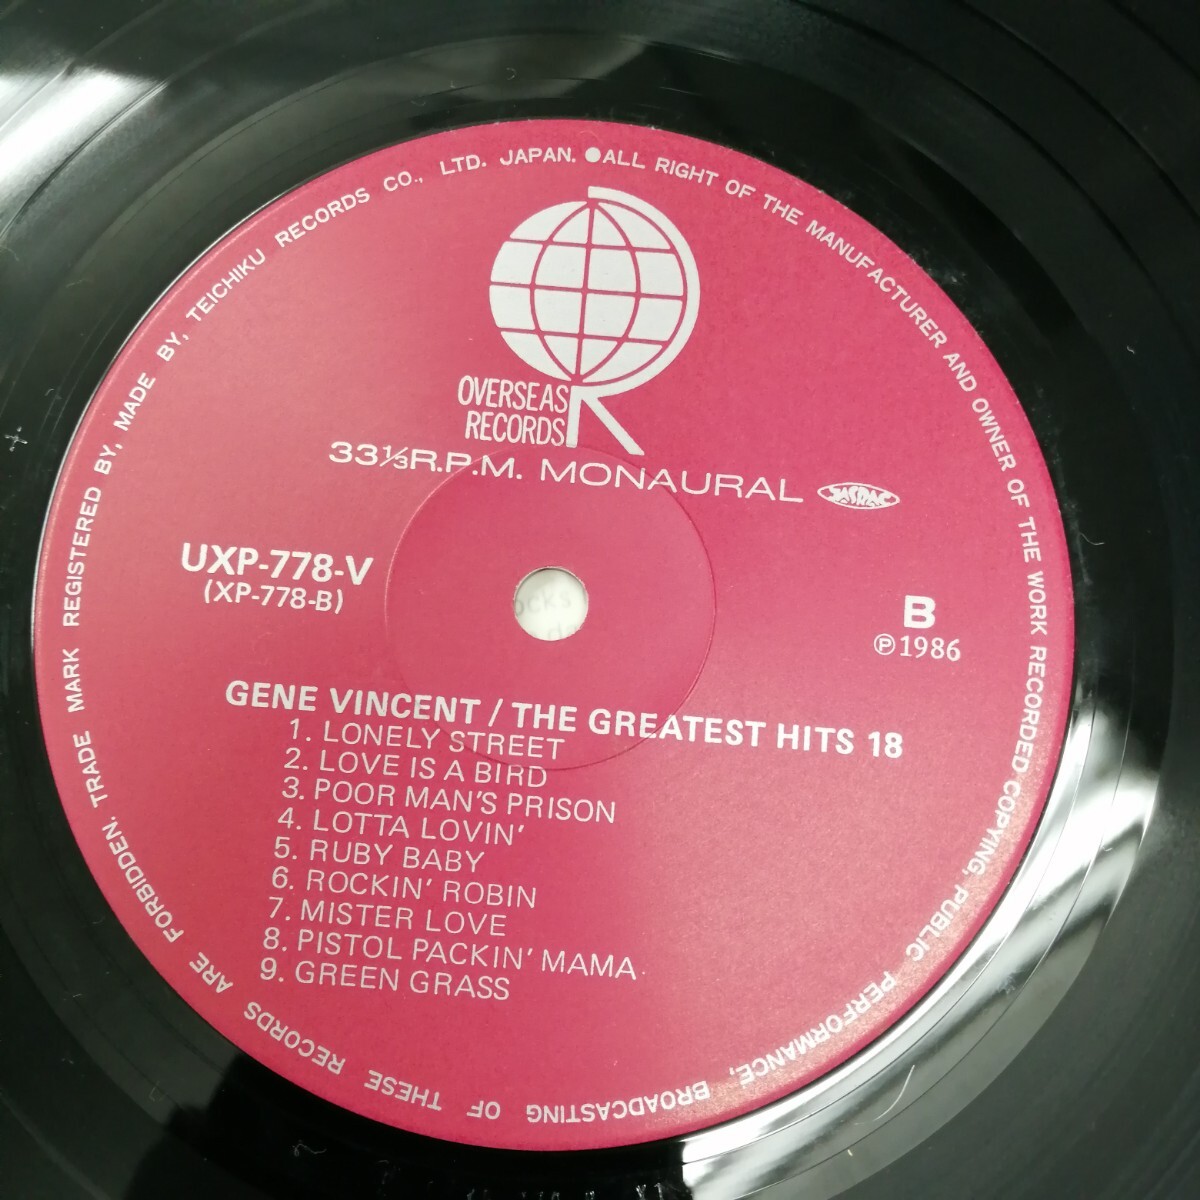 TRADE MARK REGISTERED BY, MADE BY, TEICHIKU RECORDS CO., LTD. JAPAN. ●ALL RIGHT OF THE MANUFACTURER AND OWNER OF THE WORK RECORDED COPYING, PUBLIC PERFORMANCE, BROADCASTING OF THESE RECORDS ARE FORBIDDEN,
OVERSEAS
RECORDS
33⅓R.P.M. MONAURAL JASRAC
UXP-778-V
(XP-778-B)
B
℗1986
ocks
GENE VINCENT / THE GREATEST HITS 18
1. LONELY STREET
2. LOVE IS A BIRD
3. POOR MAN'S PRISON
4. LOTTA LOVIN'
5. RUBY BABY
6. ROCKIN' ROBIN
7. MISTER LOVE
8. PISTOL PACKIN' MAMA
9. GREEN GRASS